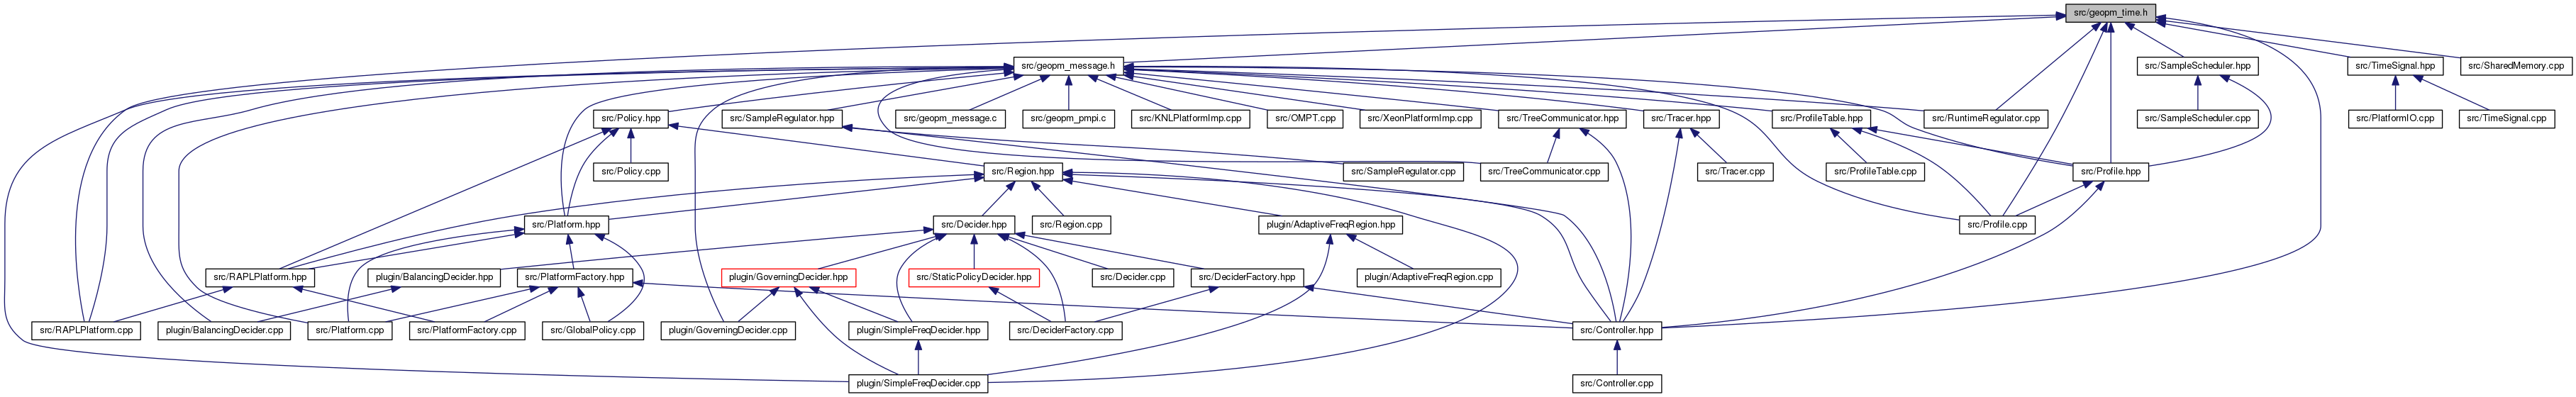 src/geopm_time.h
src/geopm_message.h
src/SampleScheduler.hpp
src/TimeSignal.hpp
src/SharedMemory.cpp
src/Policy.hpp
src/SampleRegulator.hpp
src/geopm_message.c
src/geopm_pmpi.c
src/KNLPlatformImp.cpp
src/OMPT.cpp
src/XeonPlatformImp.cpp
src/TreeCommunicator.hpp
src/Tracer.hpp
src/ProfileTable.hpp
src/RuntimeRegulator.cpp
src/SampleScheduler.cpp
src/PlatformIO.cpp
src/TimeSignal.cpp
src/Policy.cpp
src/Region.hpp
src/SampleRegulator.cpp
src/TreeCommunicator.cpp
src/Tracer.cpp
src/ProfileTable.cpp
src/Profile.hpp
src/Platform.hpp
src/Decider.hpp
src/Region.cpp
plugin/AdaptiveFreqRegion.hpp
src/Profile.cpp
src/RAPLPlatform.hpp
plugin/BalancingDecider.hpp
src/PlatformFactory.hpp
plugin/GoverningDecider.hpp
src/StaticPolicyDecider.hpp
src/Decider.cpp
src/DeciderFactory.hpp
plugin/AdaptiveFreqRegion.cpp
src/RAPLPlatform.cpp
plugin/BalancingDecider.cpp
src/Platform.cpp
src/PlatformFactory.cpp
src/GlobalPolicy.cpp
plugin/GoverningDecider.cpp
plugin/SimpleFreqDecider.hpp
src/DeciderFactory.cpp
src/Controller.hpp
plugin/SimpleFreqDecider.cpp
src/Controller.cpp